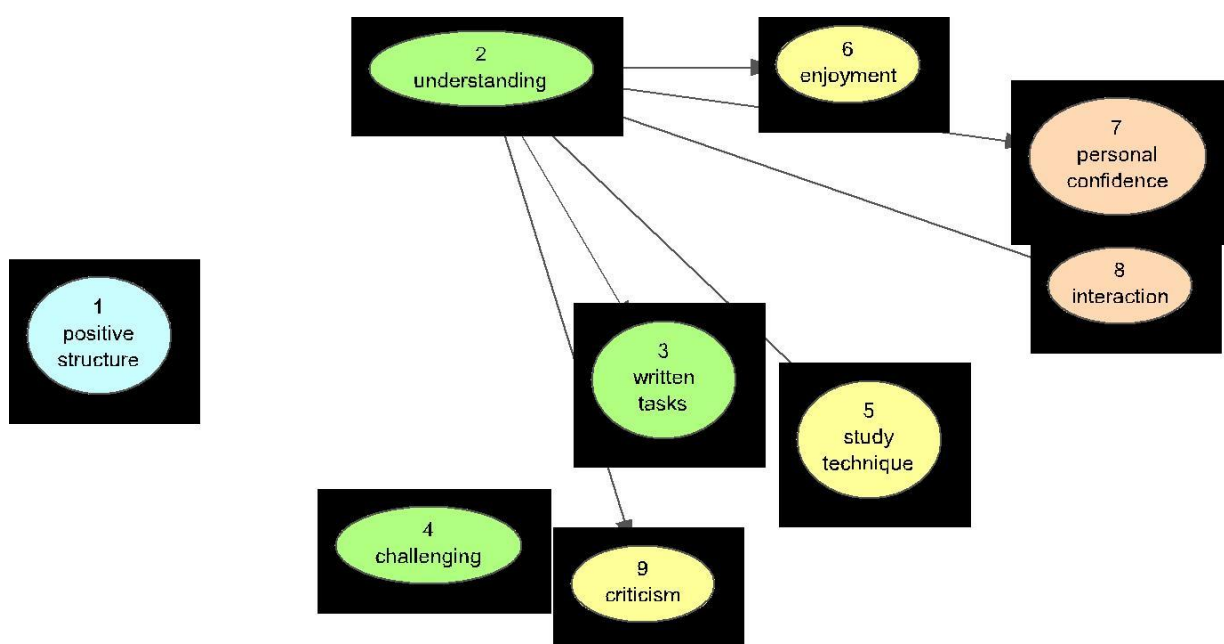 1
positive
structure
2
understanding
3
written
tasks
4
challenging
5
study
technique
6
enjoyment
7
personal
confidence
8
interaction
9
criticism